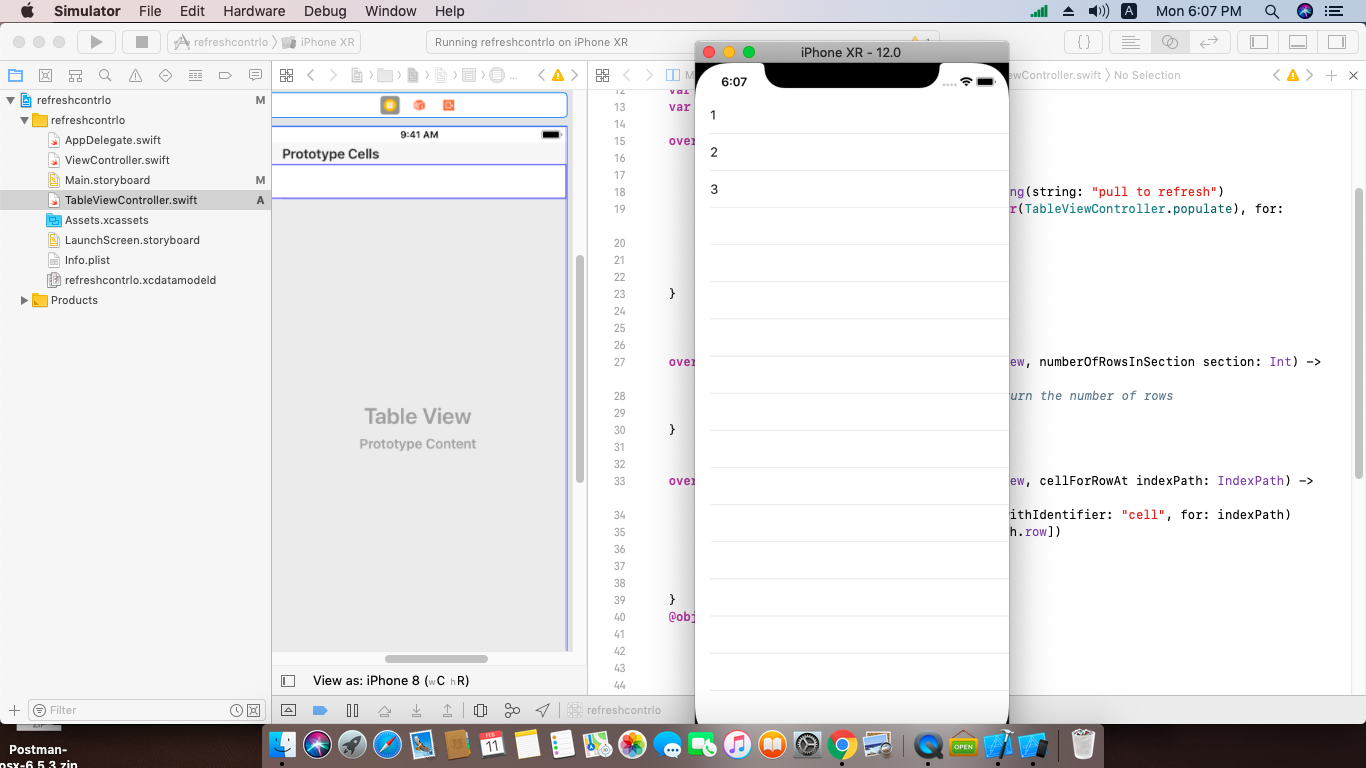 Simulator File Edit Hardware Debug Window Help
A Mon 6:07 PM
refreshcontrlo iPhone XR
Running refreshcontrlo on iPhone XR
{ }
refreshcontrlo M
refreshcontrlo
AppDelegate.swift
ViewController.swift
Main.storyboard M
TableViewController.swift A
Assets.xcassets
LaunchScreen.storyboard
Info.plist
refreshcontrlo.xcdatamodeld
Products
Filter
9:41 AM
Prototype Cells
Table View
Prototype Content
View as: iPhone 8 (wC hR)
refreshcontrlo
M
ewController.swift No Selection
12 var
13 var
14
15 over
16
17
18 ng(string: "pull to refresh")
19 r(TableViewController.populate), for:
20
21
22
23 }
24
25
26
27 over ew, numberOfRowsInSection section: Int) ->
28 urn the number of rows
29
30 }
31
32
33 over ew, cellForRowAt indexPath: IndexPath) ->
34 ithIdentifier: "cell", for: indexPath)
35 h.row])
36
37
38
39 }
40 @obj
41
42
43
44
iPhone XR - 12.0
6:07
1
2
3
ZIP
Postman-
osx-6.5.3.zip
FEB
11
OPEN